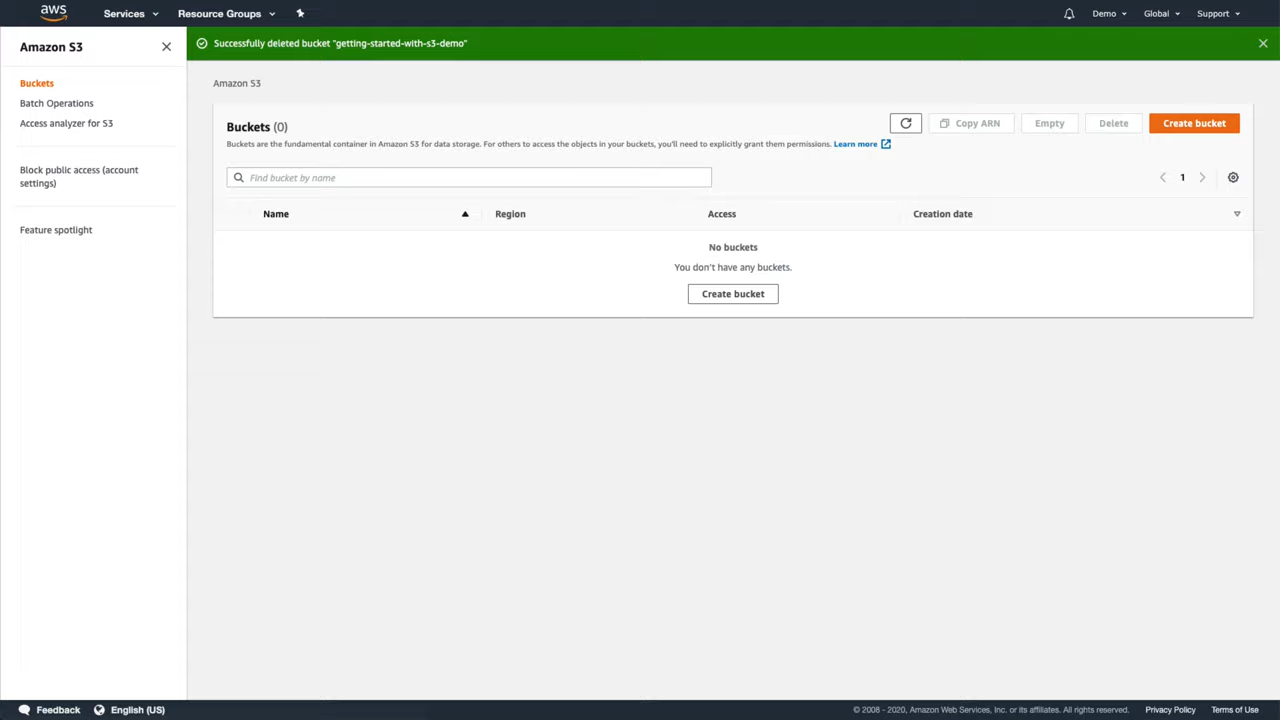 aws Services Resource Groups Demo Global Support
Amazon S3
Successfully deleted bucket "getting-started-with-s3-demo"
Buckets
Batch Operations
Access analyzer for S3
Block public access (account
settings)
Feature spotlight
Amazon S3
Buckets (0)
Copy ARN Empty Delete Create bucket
Buckets are the fundamental container in Amazon S3 for data storage. For others to access the objects in your buckets, you'll need to explicitly grant them permissions. Learn more
Find bucket by name
1
Name Region Access Creation date
No buckets
You don't have any buckets.
Create bucket
Feedback English (US) © 2008 - 2020, Amazon Web Services, Inc. or its affiliates. All rights reserved. Privacy Policy Terms of Use